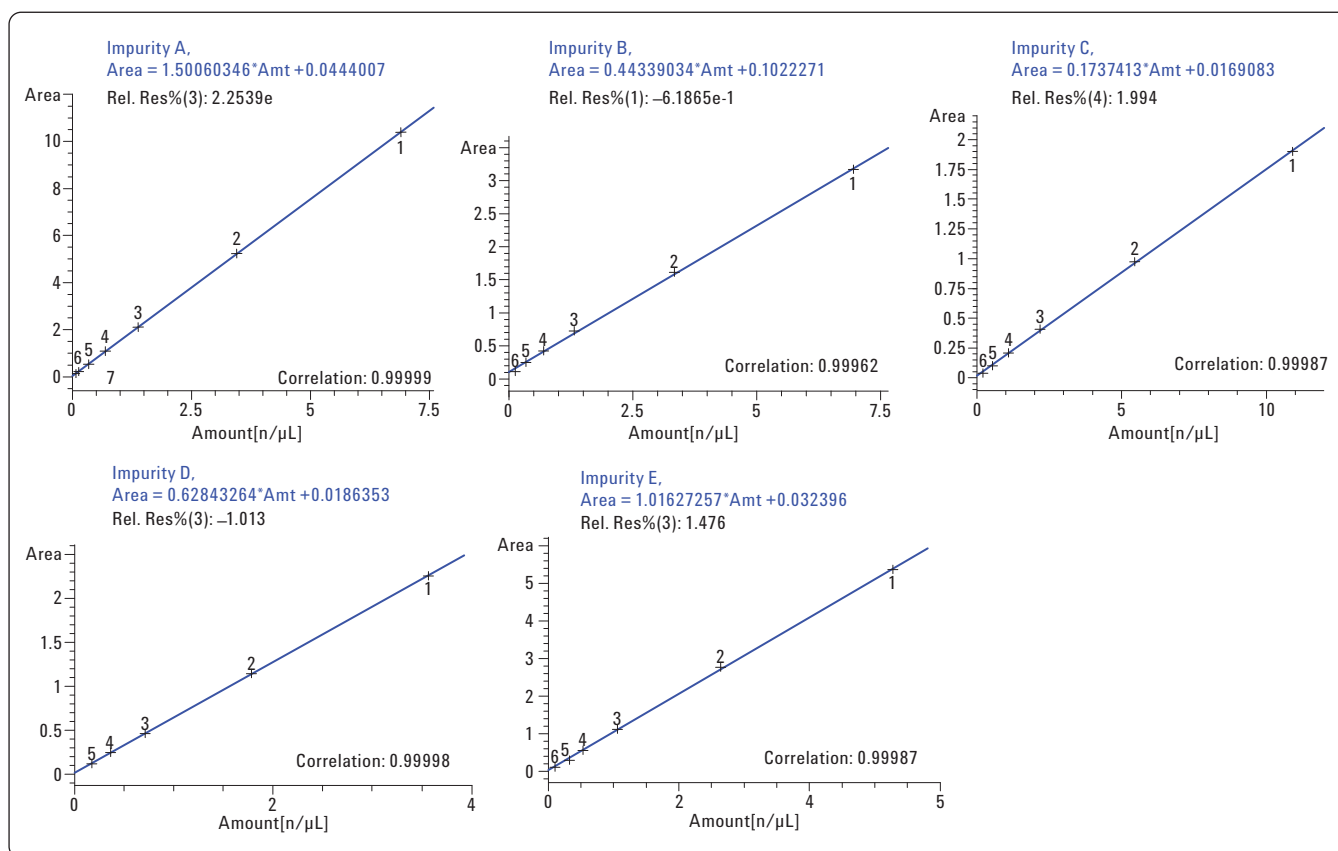 Impurity A,
Area = 1.50060346*Amt +0.0444007
Rel. Res%(3): 2.2539e
Area
10
8
6
4
2
0
1
2
3
4
5
6
7
Correlation: 0.99999
0 2.5 5 7.5
Amount[n/µL]
Impurity B,
Area = 0.44339034*Amt +0.1022271
Rel. Res%(1): –6.1865e-1
Area
3
2.5
2
1.5
1
0.5
0
1
2
3
4
5
6
Correlation: 0.99962
0 2.5 5 7.5
Amount[n/µL]
Impurity C,
Area = 0.1737413*Amt +0.0169083
Rel. Res%(4): 1.994
Area
2
1.75
1.5
1.25
1
0.75
0.5
0.25
0
1
2
3
4
5
6
Correlation: 0.99987
0 5 10
Amount[n/µL]
Impurity D,
Area = 0.62843264*Amt +0.0186353
Rel. Res%(3): –1.013
Area
2
1.5
1
0.5
0
1
2
3
4
5
Correlation: 0.99998
0 2 4
Amount[n/µL]
Impurity E,
Area = 1.01627257*Amt +0.032396
Rel. Res%(3): 1.476
Area
5
4
3
2
1
0
1
2
3
4
5
6
Correlation: 0.99987
0 2 4 5
Amount[n/µL]